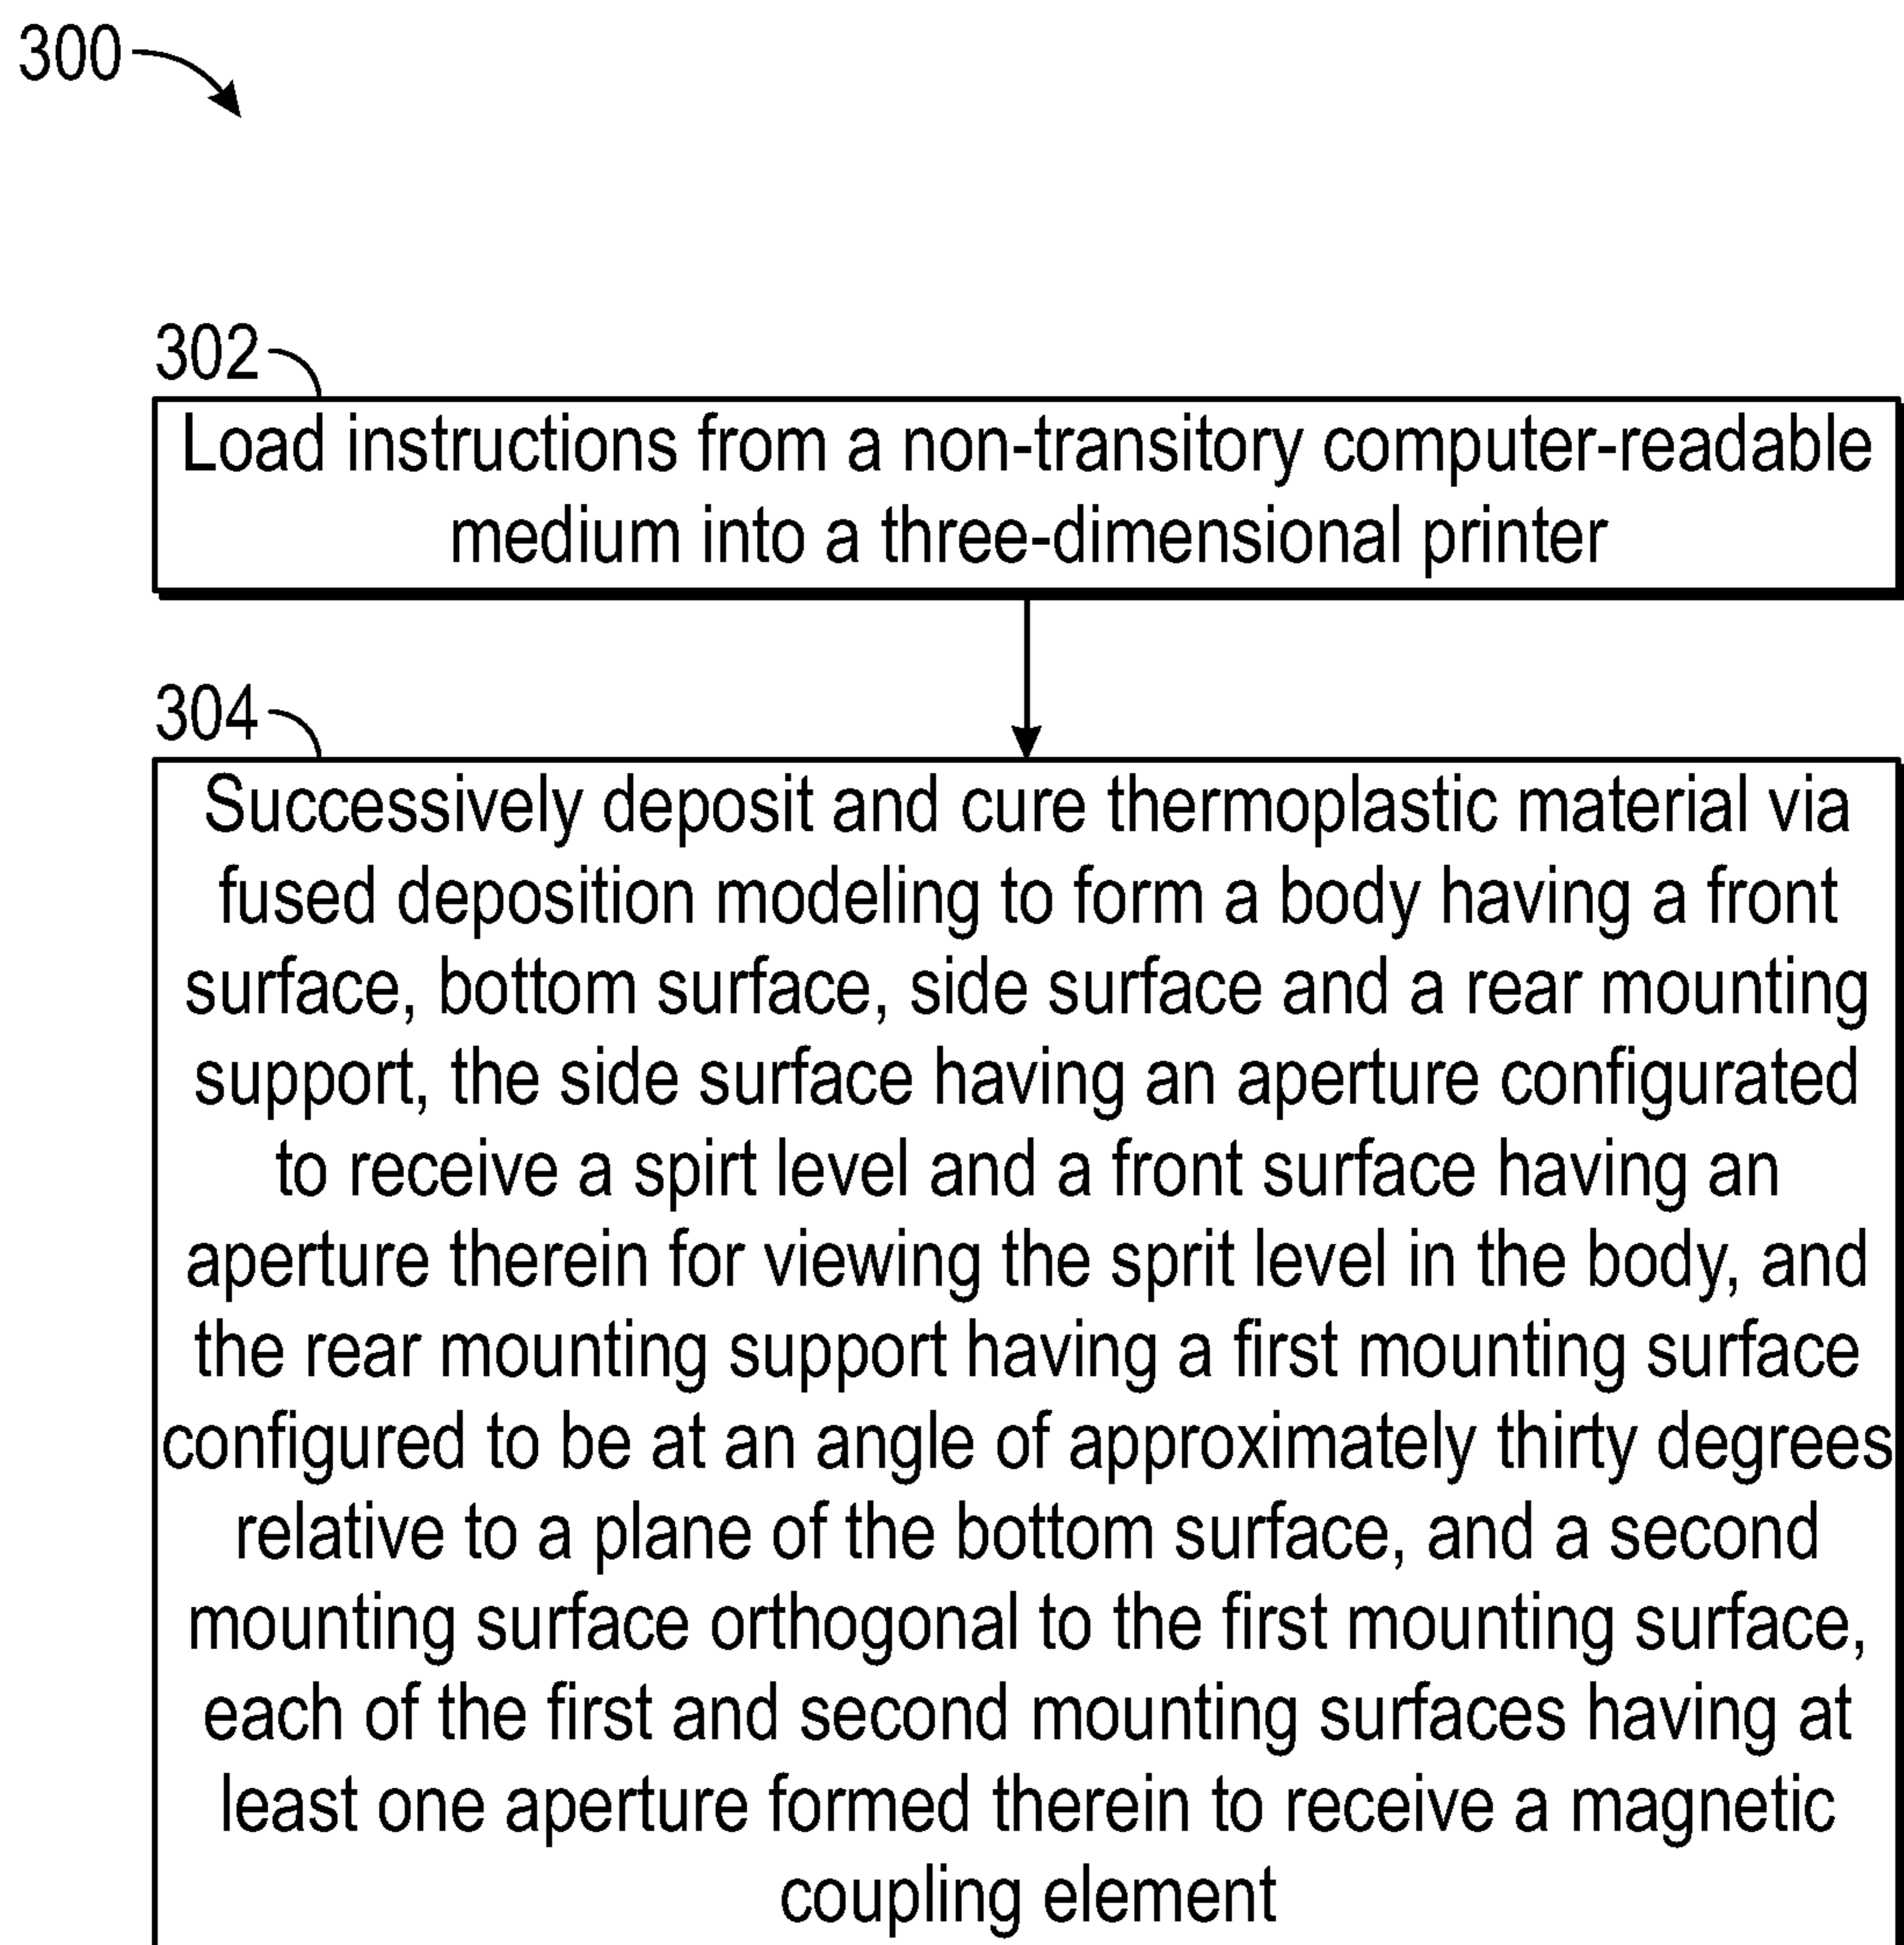 300
302
Load instructions from a non-transitory computer-readable
medium into a three-dimensional printer
304
Successively deposit and cure thermoplastic material via
fused deposition modeling to form a body having a front
surface, bottom surface, side surface and a rear mounting
support, the side surface having an aperture configurated
to receive a spirt level and a front surface having an
aperture therein for viewing the sprit level in the body, and
the rear mounting support having a first mounting surface
configured to be at an angle of approximately thirty degrees
relative to a plane of the bottom surface, and a second
mounting surface orthogonal to the first mounting surface,
each of the first and second mounting surfaces having at
least one aperture formed therein to receive a magnetic
coupling element